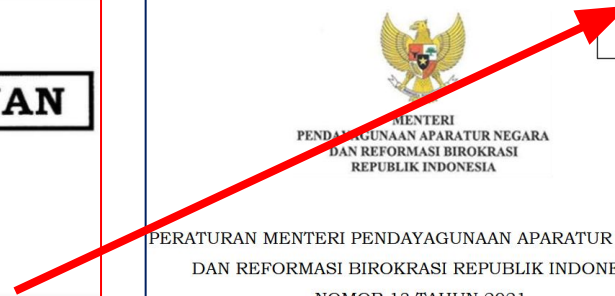 AN
MENTERI
PENDAYAGUNAAN APARATUR NEGARA
DAN REFORMASI BIROKRASI
REPUBLIK INDONESIA
PERATURAN MENTERI PENDAYAGUNAAN APARATUR
DAN REFORMASI BIROKRASI REPUBLIK INDONE